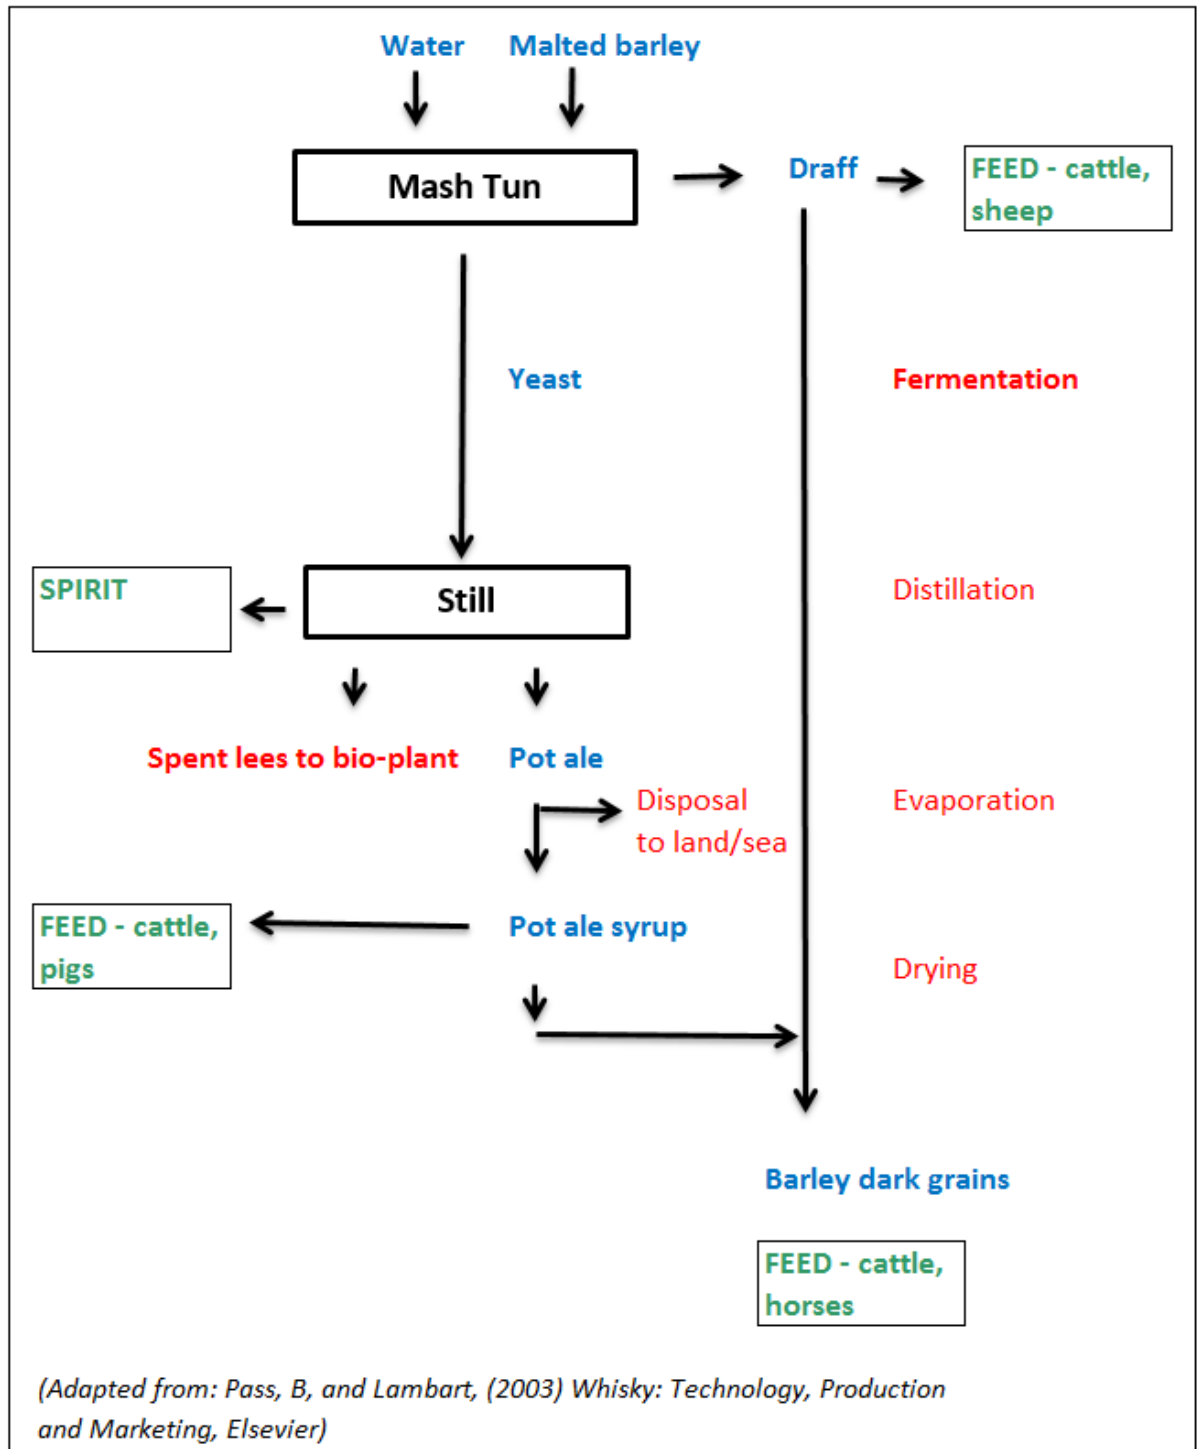 Water
Malted barley
Mash Tun
Draff
FEED - cattle,
sheep
Yeast
Fermentation
SPIRIT
Still
Distillation
Spent lees to bio-plant
Pot ale
Disposal
to land/sea
Evaporation
FEED - cattle,
pigs
Pot ale syrup
Drying
Barley dark grains
FEED - cattle,
horses
(Adapted from: Pass, B, and Lambart, (2003) Whisky: Technology, Production
and Marketing, Elsevier)